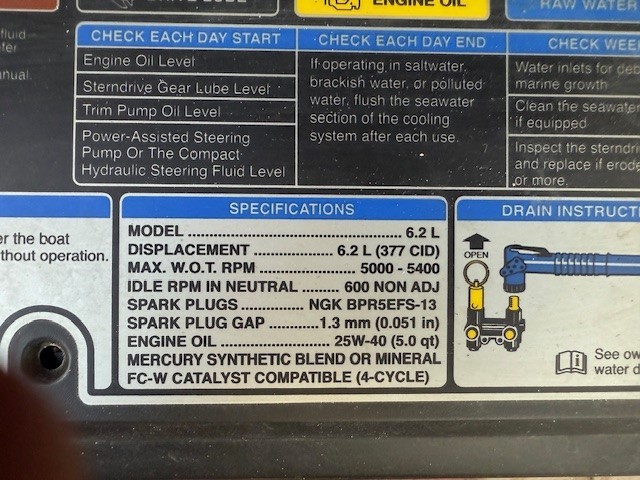 DRIVE LUBE
ENGINE OIL
RAW WATER
fluid
efer
anual.
CHECK EACH DAY START
Engine Oil Level
Sterndrive Gear Lube Level
Trim Pump Oil Level
Power-Assisted Steering
Pump Or The Compact
Hydraulic Steering Fluid Level
CHECK EACH DAY END
If operating in saltwater,
brackish water, or polluted
water, flush the seawater
section of the cooling
system after each use.
CHECK WEE
Water inlets for deb
marine growth
Clean the seawate
if equipped
Inspect the sterndri
and replace if erode
or more.
er the boat
thout operation.
SPECIFICATIONS
MODEL ........ 6.2 L
DISPLACEMENT ........ 6.2 L (377 CID)
MAX. W.O.T. RPM ........ 5000 - 5400
IDLE RPM IN NEUTRAL ........ 600 NON ADJ
SPARK PLUGS ........ NGK BPR5EFS-13
SPARK PLUG GAP ........ 1.3 mm (0.051 in)
ENGINE OIL ........ 25W-40 (5.0 qt)
MERCURY SYNTHETIC BLEND OR MINERAL
FC-W CATALYST COMPATIBLE (4-CYCLE)
DRAIN INSTRUCTI
OPEN
See ow
water d